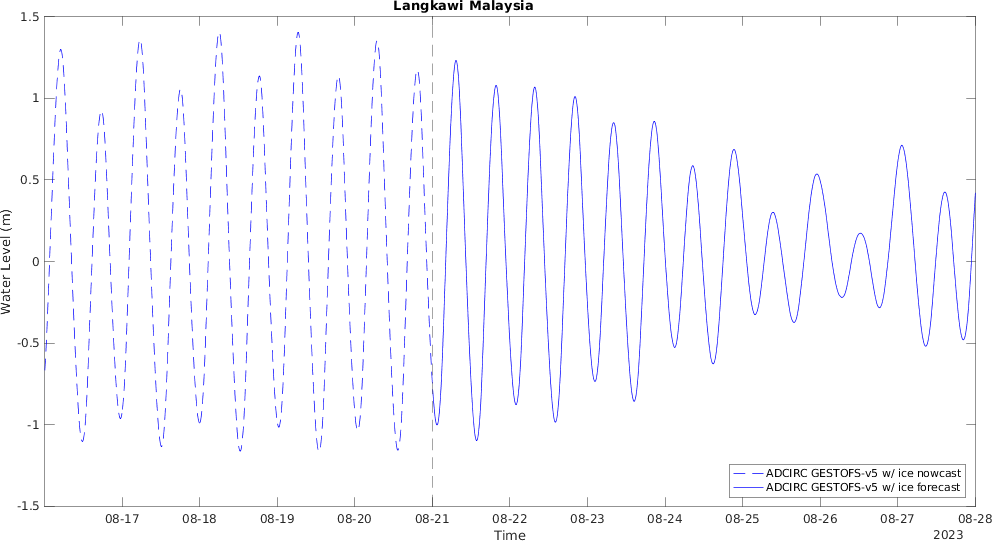 Langkawi Malaysia
1.5
1
0.5
0
-0.5
-1
-1.5
Water Level (m)
ADCIRC GESTOFS-v5 w/ ice nowcast
ADCIRC GESTOFS-v5 w/ ice forecast
08-17 08-18 08-19 08-20 08-21 08-22 08-23 08-24 08-25 08-26 08-27 08-28
Time
2023